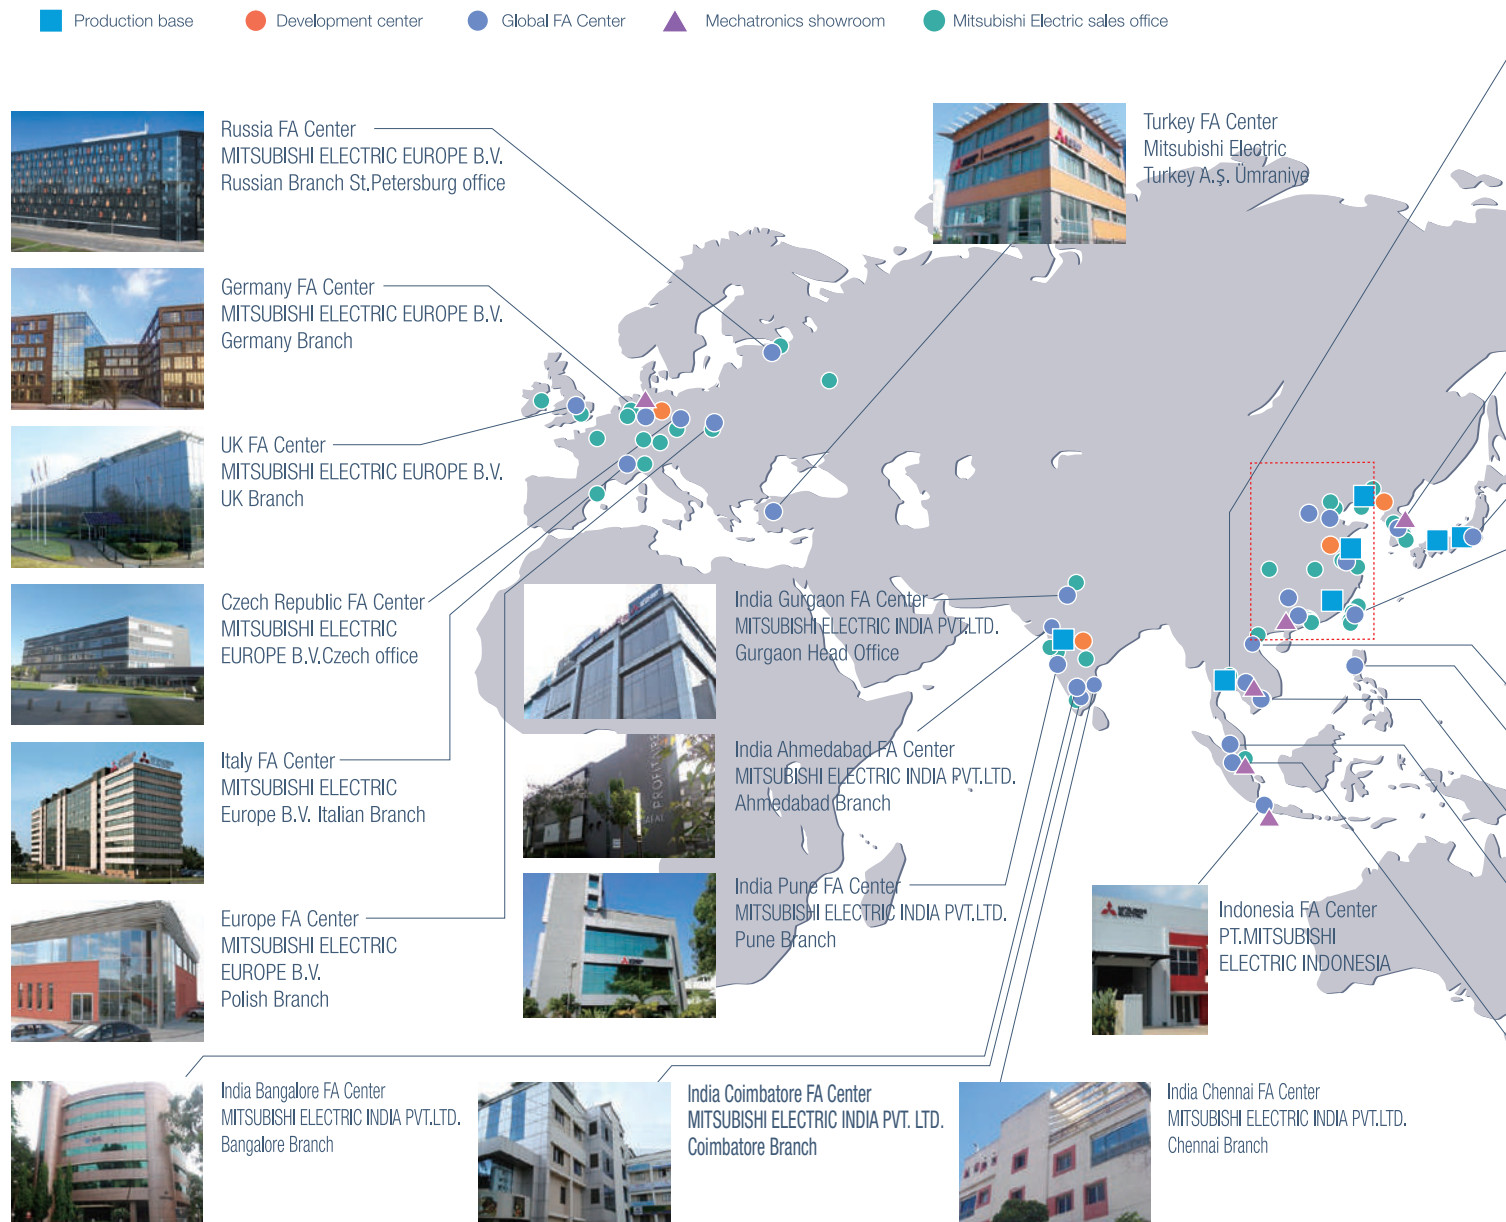 Production base
Development center
Global FA Center
Mechatronics showroom
Mitsubishi Electric sales office
Russia FA Center
MITSUBISHI ELECTRIC EUROPE B.V.
Russian Branch St.Petersburg office
Turkey FA Center
Mitsubishi Electric
Turkey A.Ş. Ümraniye
Germany FA Center
MITSUBISHI ELECTRIC EUROPE B.V.
Germany Branch
UK FA Center
MITSUBISHI ELECTRIC EUROPE B.V.
UK Branch
Czech Republic FA Center
MITSUBISHI ELECTRIC
EUROPE B.V.Czech office
Italy FA Center
MITSUBISHI ELECTRIC
Europe B.V. Italian Branch
Europe FA Center
MITSUBISHI ELECTRIC
EUROPE B.V.
Polish Branch
India Gurgaon FA Center
MITSUBISHI ELECTRIC INDIA PVT.LTD.
Gurgaon Head Office
India Ahmedabad FA Center
MITSUBISHI ELECTRIC INDIA PVT.LTD.
Ahmedabad Branch
India Pune FA Center
MITSUBISHI ELECTRIC INDIA PVT.LTD.
Pune Branch
MITSUBISHI
ELECTRIC
Indonesia FA Center
PT.MITSUBISHI
ELECTRIC INDONESIA
India Bangalore FA Center
MITSUBISHI ELECTRIC INDIA PVT.LTD.
Bangalore Branch
India Coimbatore FA Center
MITSUBISHI ELECTRIC INDIA PVT. LTD.
Coimbatore Branch
India Chennai FA Center
MITSUBISHI ELECTRIC INDIA PVT.LTD.
Chennai Branch